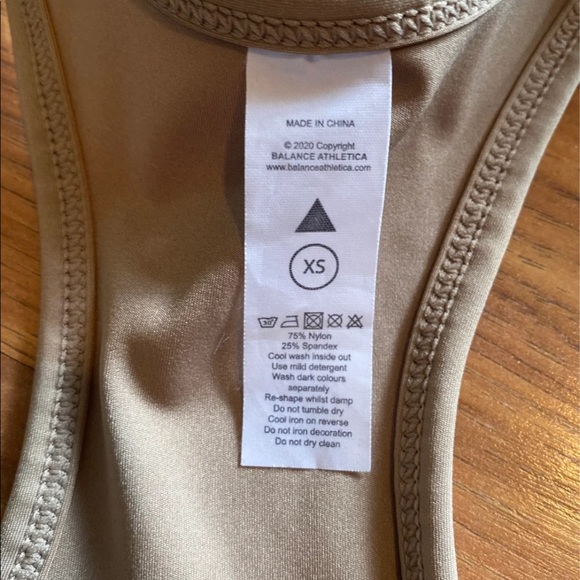 MADE IN CHINA
© 2020 Copyright
BALANCE ATHLETICA
www.balanceathletica.com
XS
30
75% Nylon
25% Spandex
Cool wash inside out
Use mild detergent
Wash dark colours
separately
Re-shape whilst damp
Do not tumble dry
Cool iron on reverse
Do not iron decoration
Do not dry clean